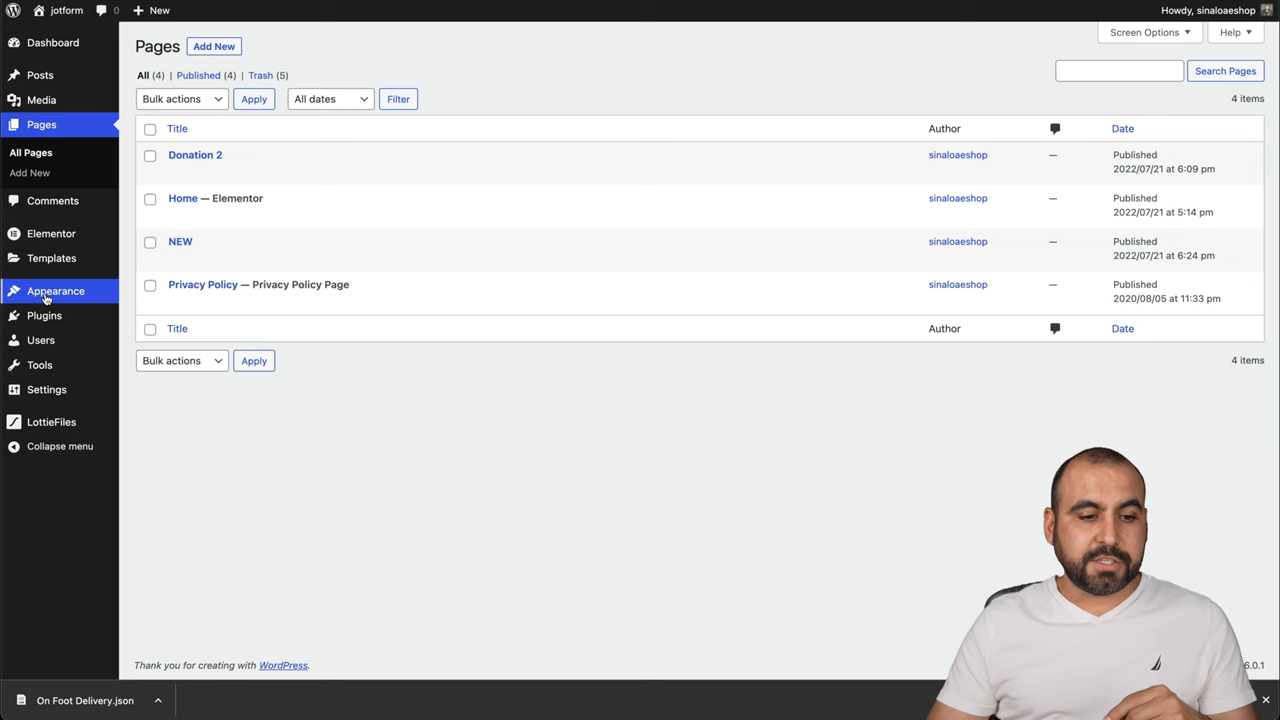 jotform 0 New Howdy, sinaloaeshop
Dashboard
Posts
Media
Pages
All Pages
Add New
Comments
Elementor
Templates
Appearance
Plugins
Users
Tools
Settings
LottieFiles
Collapse menu
Screen Options Help
Pages Add New
All (4) | Published (4) | Trash (5)
Search Pages
Bulk actions Apply All dates Filter 4 items
Title Author Date
Donation 2 sinaloaeshop — Published
2022/07/21 at 6:09 pm
Home — Elementor sinaloaeshop — Published
2022/07/21 at 5:14 pm
NEW sinaloaeshop — Published
2022/07/21 at 6:24 pm
Privacy Policy — Privacy Policy Page sinaloaeshop — Published
2020/08/05 at 11:33 pm
Title Author Date
Bulk actions Apply 4 items
Thank you for creating with WordPress. 6.0.1
On Foot Delivery.json